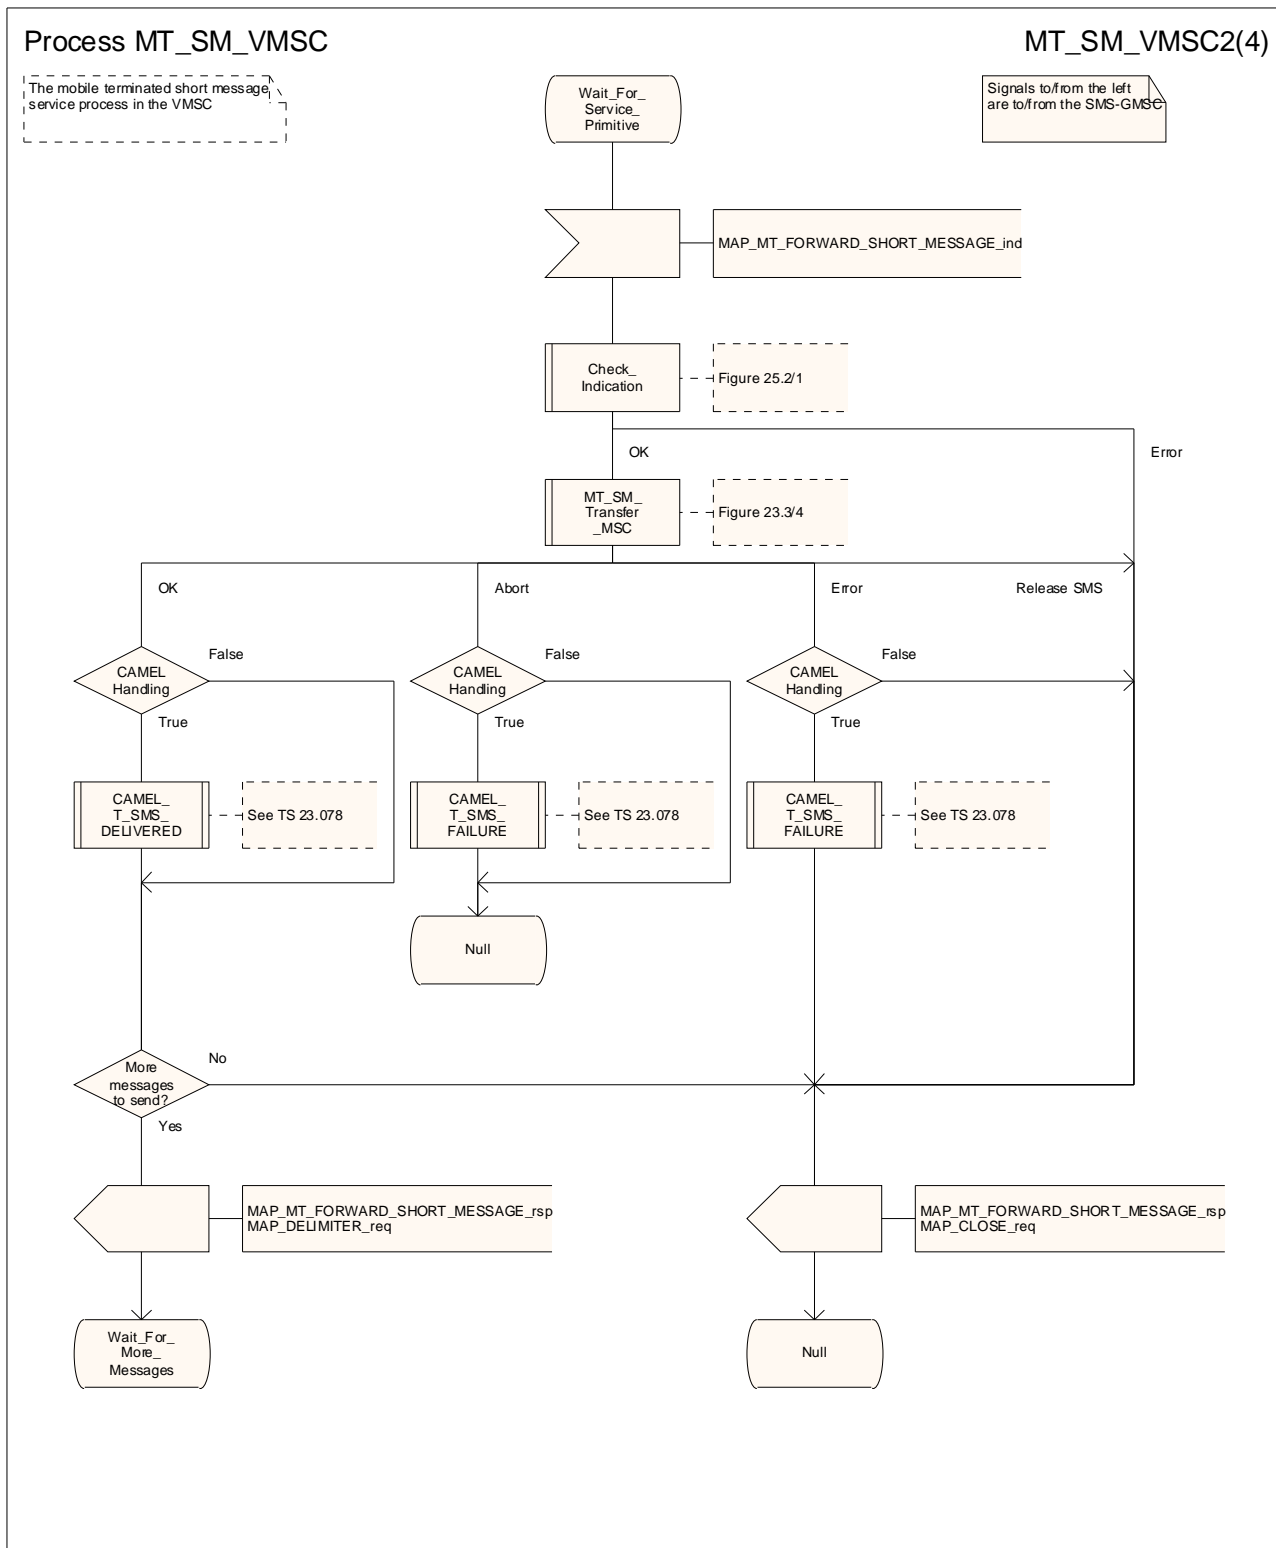 Process MT_SM_VMSC
MT_SM_VMSC2(4)
The mobile terminated short message
service process in the VMSC
Wait_For_
Service_
Primitive
Signals to/from the left
are to/from the SMS-GMSC
MAP_MT_FORWARD_SHORT_MESSAGE_ind
Check_
Indication
Figure 25.2/1
OK
Error
MT_SM_
Transfer
_MSC
Figure 23.3/4
OK
Abort
Error
Release SMS
CAMEL
Handling
False
True
CAMEL
Handling
False
True
CAMEL
Handling
False
True
CAMEL_
T_SMS_
DELIVERED
See TS 23.078
CAMEL_
T_SMS_
FAILURE
See TS 23.078
CAMEL_
T_SMS_
FAILURE
See TS 23.078
Null
More
messages
to send?
No
Yes
MAP_MT_FORWARD_SHORT_MESSAGE_rsp
MAP_DELIMITER_req
MAP_MT_FORWARD_SHORT_MESSAGE_rsp
MAP_CLOSE_req
Wait_For_
More_
Messages
Null